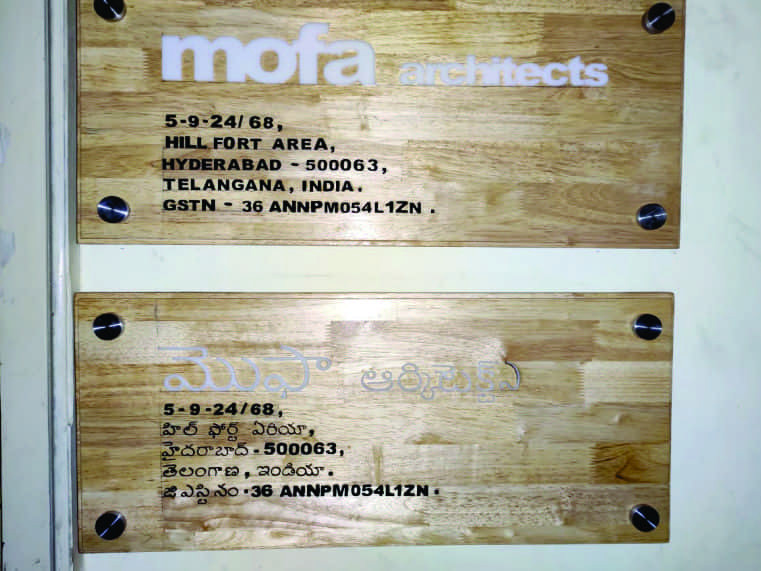 mofa architects
5-9-24/68,
HILL FORT AREA,
HYDERABAD - 500063,
TELANGANA, INDIA.
GSTN - 36 ANNPM054L1ZN.
మొఫా ఆర్కిటెక్ట్స్
5-9-24/68,
హిల్ ఫోర్ట్ ఏరియా,
హైదరాబాద్ - 500063,
తెలంగాణ, ఇండియా.
జిఎస్టినం - 36 ANNPM054L1ZN.